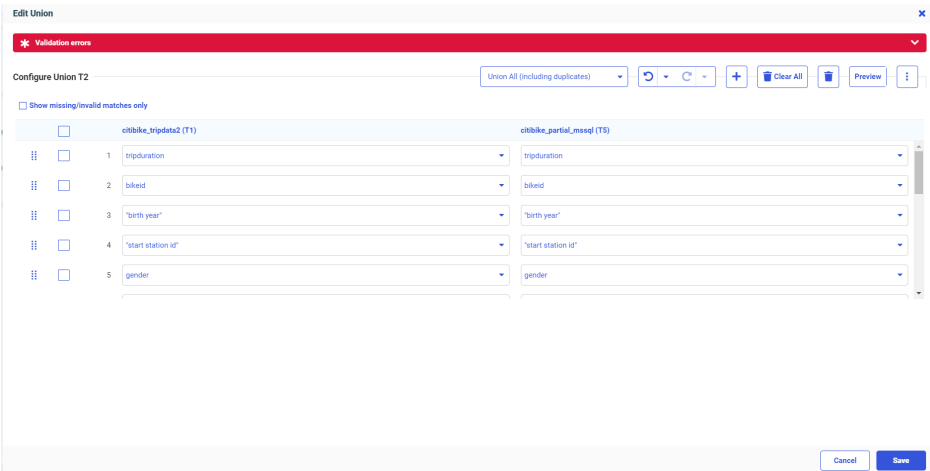 Edit Union
Validation errors
Configure Union T2
Union All (including duplicates)
Clear All
Preview
Show missing/invalid matches only
citibike_tripdata2 (T1) citibike_partial_mssql (T5)
1 tripduration tripduration
2 bikeid bikeid
3 "birth year" "birth year"
4 "start station id" "start station id"
5 gender gender
Cancel Save